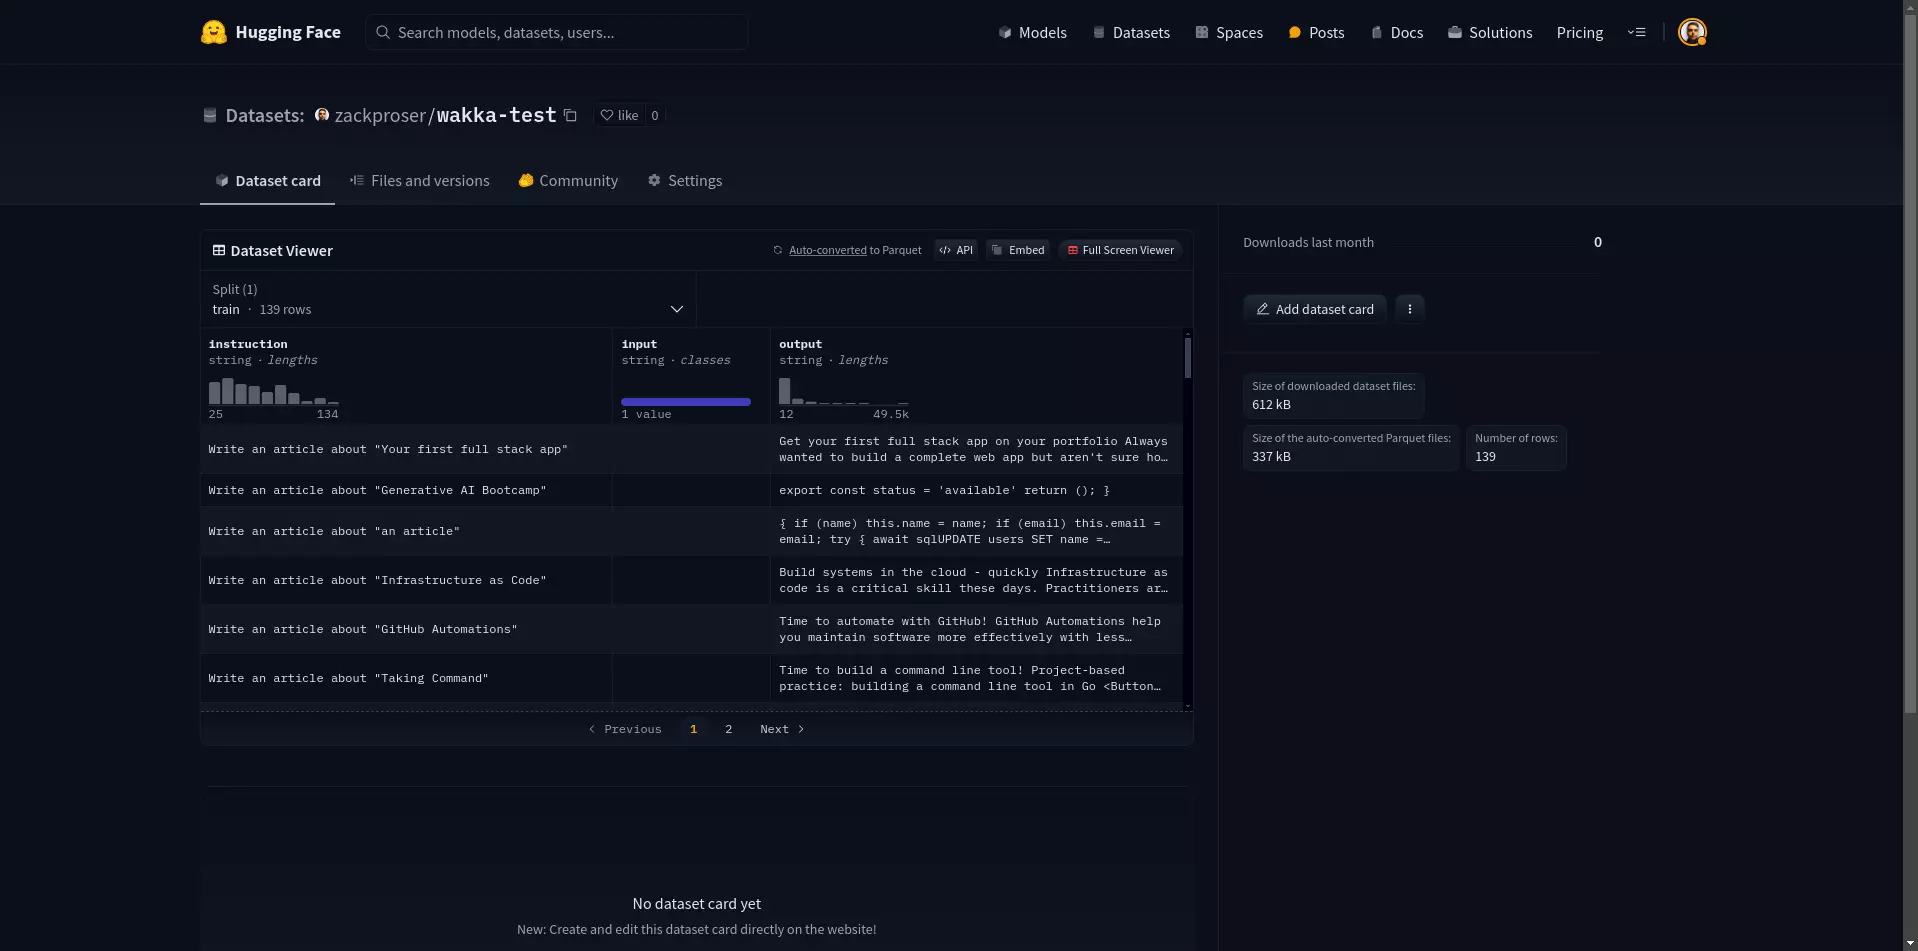 Hugging Face
Search models, datasets, users...
Models
Datasets
Spaces
Posts
Docs
Solutions
Pricing
Datasets: zackproser/wakka-test
like 0
Dataset card
Files and versions
Community
Settings
Dataset Viewer
Auto-converted to Parquet
</> API
Embed
Full Screen Viewer
Split (1)
train · 139 rows
instruction
string · lengths
25 134
input
string · classes
1 value
output
string · lengths
12 49.5k
Write an article about "Your first full stack app"
Get your first full stack app on your portfolio Always
wanted to build a complete web app but aren't sure ho…
Write an article about "Generative AI Bootcamp"
export const status = 'available' return (); }
Write an article about "an article"
{ if (name) this.name = name; if (email) this.email =
email; try { await sqlUPDATE users SET name =…
Write an article about "Infrastructure as Code"
Build systems in the cloud - quickly Infrastructure as
code is a critical skill these days. Practitioners ar…
Write an article about "GitHub Automations"
Time to automate with GitHub! GitHub Automations help
you maintain software more effectively with less…
Write an article about "Taking Command"
Time to build a command line tool! Project-based
practice: building a command line tool in Go <Button…
< Previous 1 2 Next >
No dataset card yet
New: Create and edit this dataset card directly on the website!
Downloads last month 0
Add dataset card
Size of downloaded dataset files:
612 kB
Size of the auto-converted Parquet files:
337 kB
Number of rows:
139